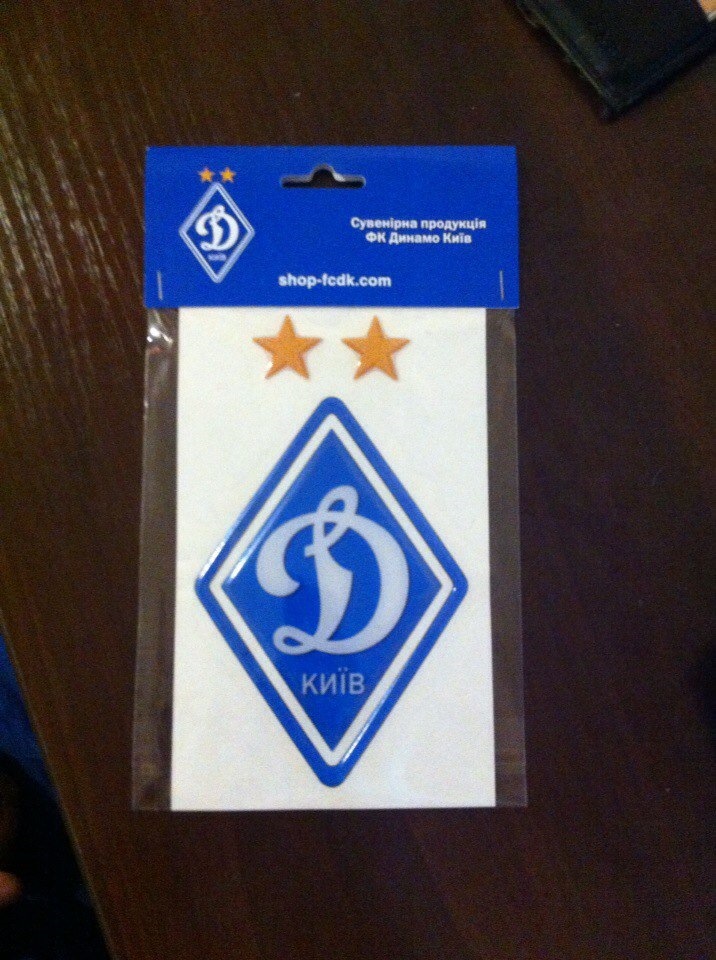 Д
КИЇВ
Сувенірна продукція
ФК Динамо Київ
shop-fcdk.com
Д
КИЇВ